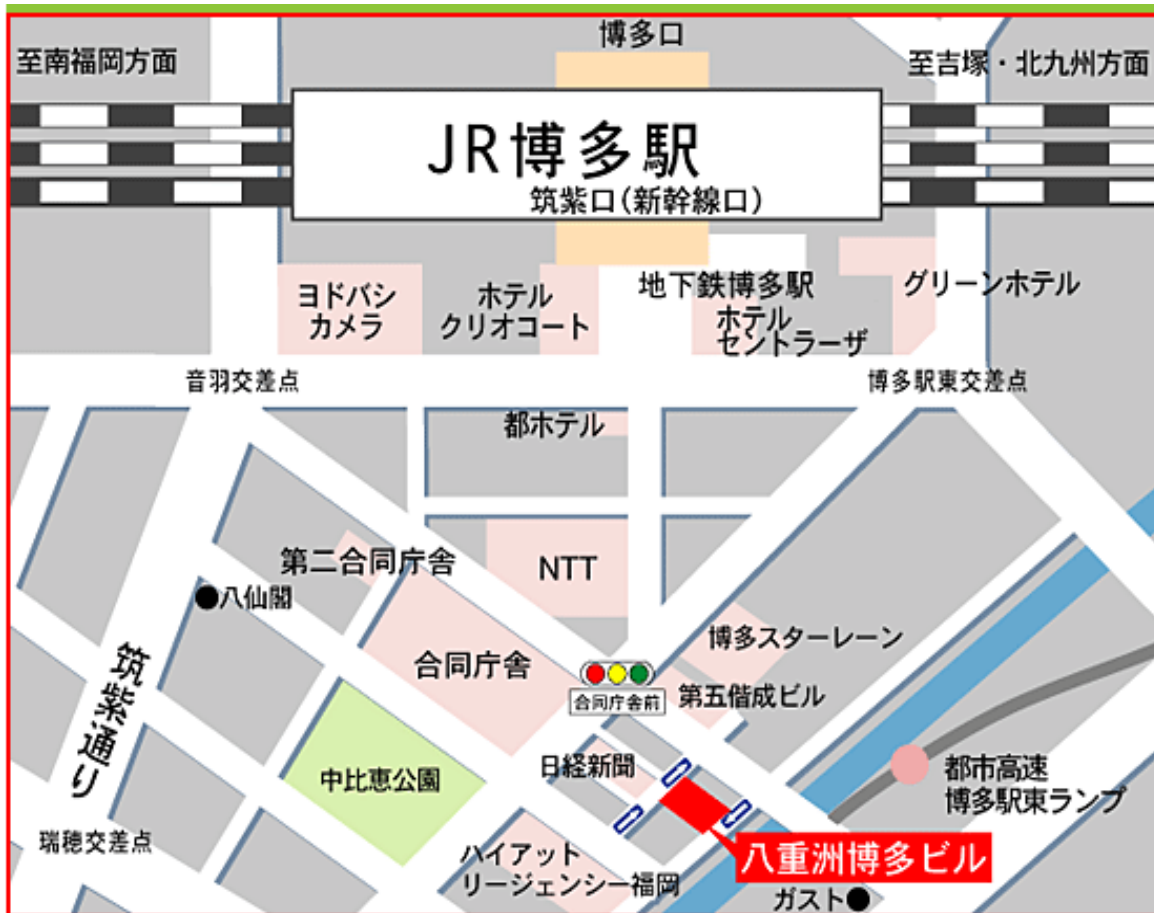 博多口
至南福岡方面
至吉塚・北九州方面
JR博多駅
筑紫口(新幹線口)
ヨドバシ
カメラ
ホテル
クリオコート
地下鉄博多駅
ホテル
セントラーザ
グリーンホテル
音羽交差点
博多駅東交差点
都ホテル
第二合同庁舎
NTT
八仙閣
博多スターレーン
合同庁舎
筑紫通り
合同庁舎前
第五偕成ビル
中比恵公園
日経新聞
都市高速
博多駅東ランプ
瑞穂交差点
ハイアット
リージェンシー福岡
八重洲博多ビル
ガスト